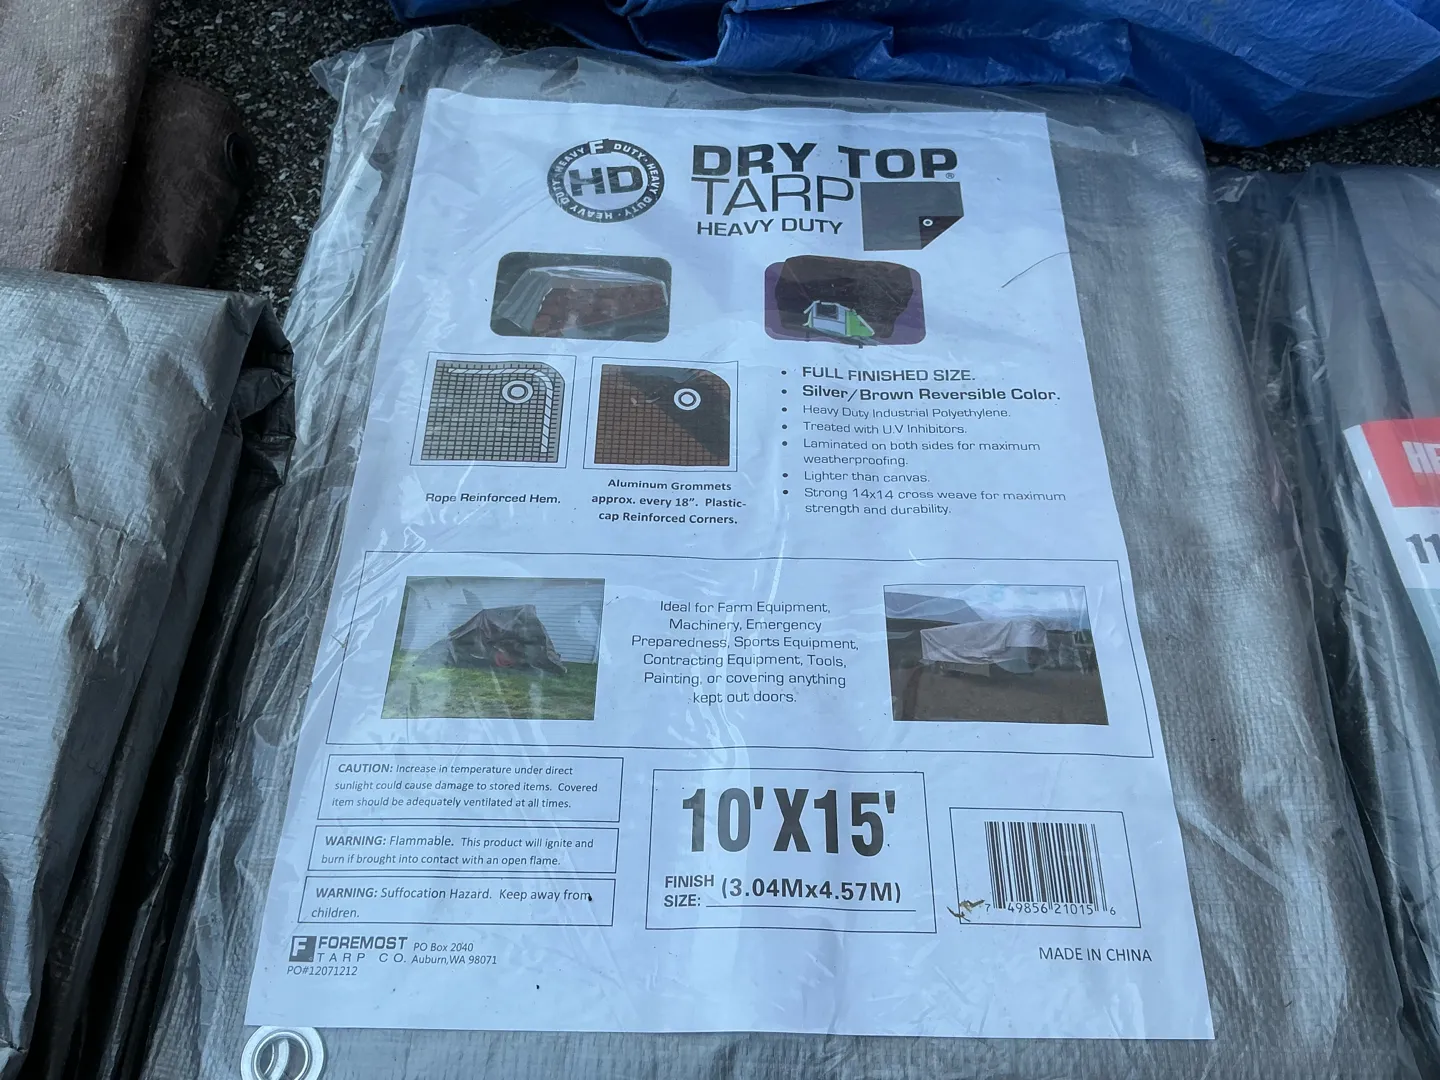 HEAVY F DUTY · HEAVY DUTY · HEAVY DUTY ·
HD
DRY TOP®
TARP
HEAVY DUTY
• FULL FINISHED SIZE.
• Silver/Brown Reversible Color.
• Heavy Duty Industrial Polyethylene.
• Treated with U.V Inhibitors.
• Laminated on both sides for maximum
weatherproofing.
• Lighter than canvas.
• Strong 14x14 cross weave for maximum
strength and durability.
Rope Reinforced Hem.
Aluminum Grommets
approx. every 18". Plastic-
cap Reinforced Corners.
Ideal for Farm Equipment,
Machinery, Emergency
Preparedness, Sports Equipment,
Contracting Equipment, Tools,
Painting, or covering anything
kept out doors.
CAUTION: Increase in temperature under direct
sunlight could cause damage to stored items. Covered
item should be adequately ventilated at all times.
WARNING: Flammable. This product will ignite and
burn if brought into contact with an open flame.
WARNING: Suffocation Hazard. Keep away from
children.
10'X15'
FINISH
SIZE: (3.04Mx4.57M)
7 49856 21015 6
F FOREMOST
TARP CO.
PO Box 2040
Auburn, WA 98071
PO#12071212
MADE IN CHINA
11